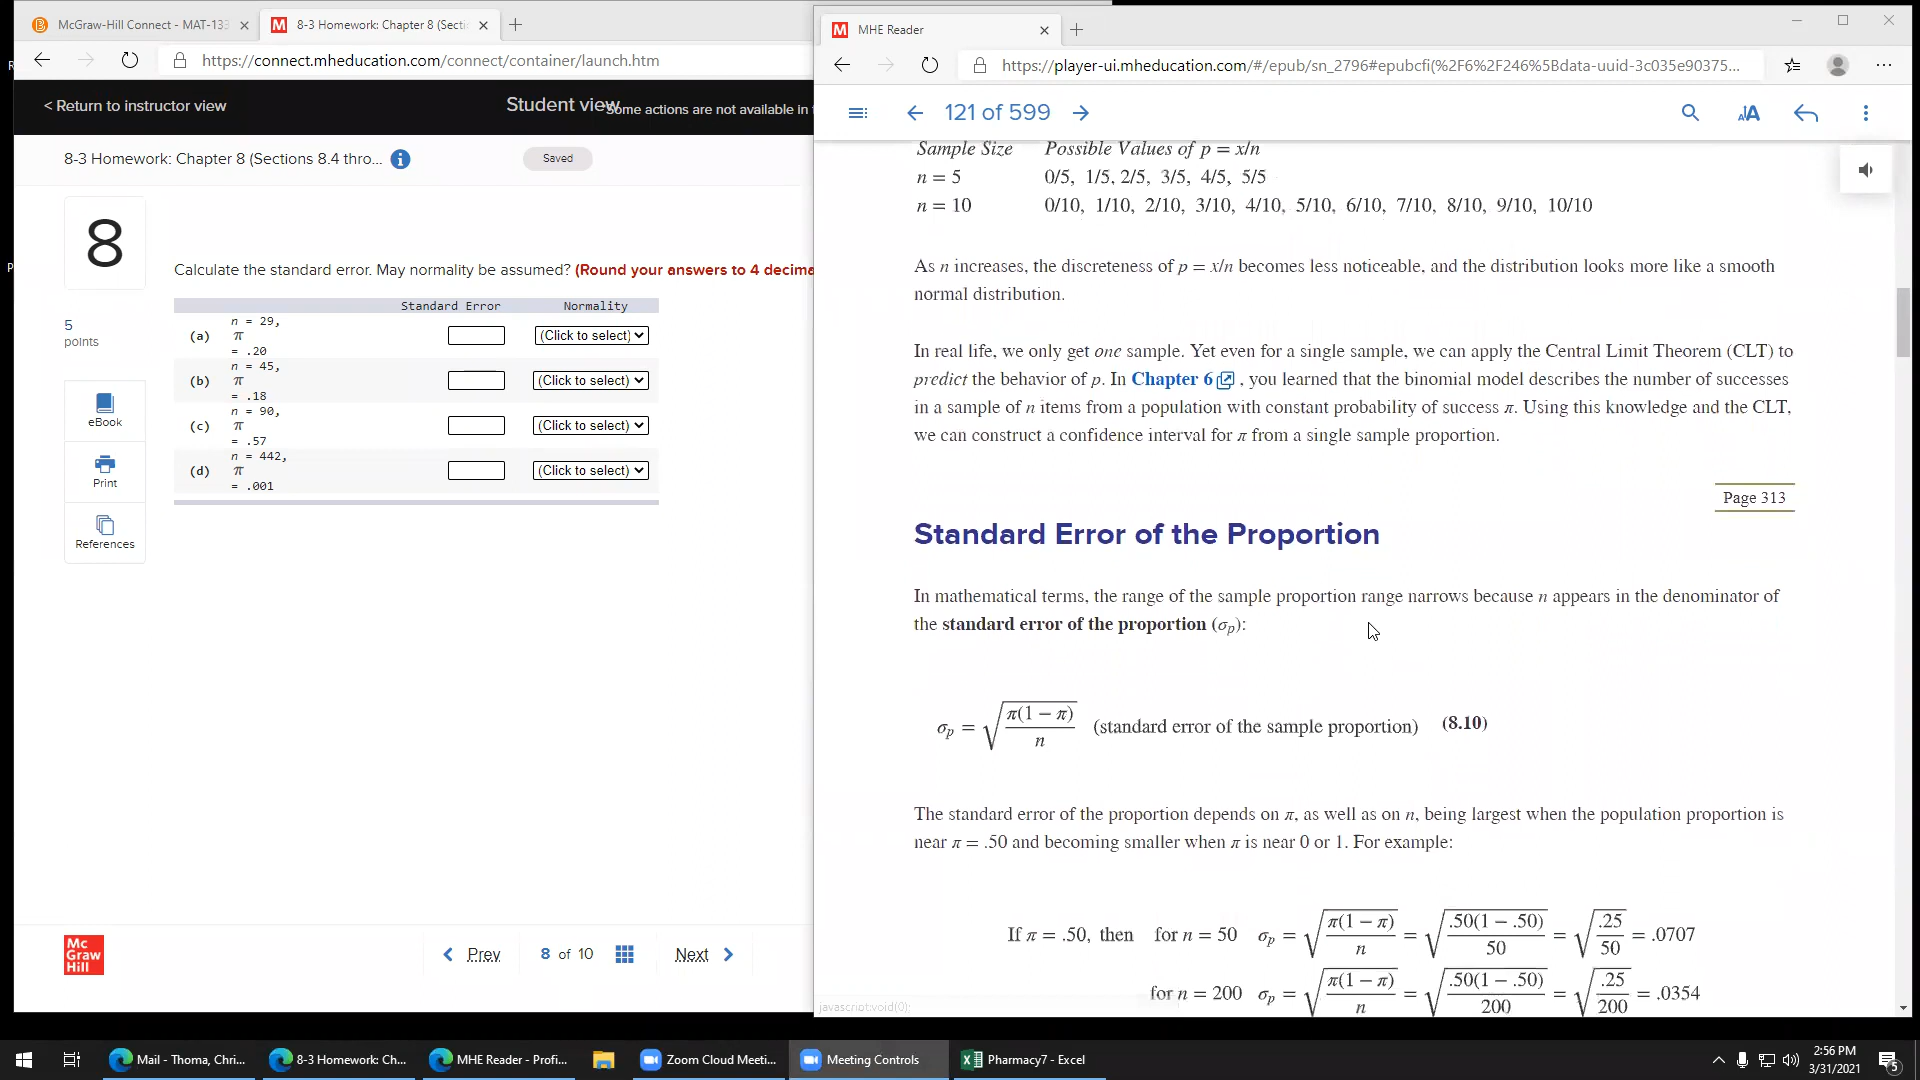 McGraw-Hill Connect - MAT-133
8-3 Homework: Chapter 8 (Secti
https://connect.mheducation.com/connect/container/launch.htm
< Return to instructor view
Student view
Some actions are not available in
8-3 Homework: Chapter 8 (Sections 8.4 thro...
Saved
8
Calculate the standard error. May normality be assumed? (Round your answers to 4 decima
5
points
Standard Error Normality
(a) n = 29, π = .20 (Click to select)
(b) n = 45, π = .18 (Click to select)
(c) n = 90, π = .57 (Click to select)
(d) n = 442, π = .001 (Click to select)
eBook
Print
References
Mc
Graw
Hill
Prev 8 of 10 Next
MHE Reader
https://player-ui.mheducation.com/#/epub/sn_2796#epubcfi(%2F6%2F246%5Bdata-uuid-3c035e90375...
121 of 599
Sample Size Possible Values of p = x/n
n = 5 0/5, 1/5, 2/5, 3/5, 4/5, 5/5
n = 10 0/10, 1/10, 2/10, 3/10, 4/10, 5/10, 6/10, 7/10, 8/10, 9/10, 10/10
As n increases, the discreteness of p = x/n becomes less noticeable, and the distribution looks more like a smooth
normal distribution.
In real life, we only get one sample. Yet even for a single sample, we can apply the Central Limit Theorem (CLT) to
predict the behavior of p. In Chapter 6 , you learned that the binomial model describes the number of successes
in a sample of n items from a population with constant probability of success π. Using this knowledge and the CLT,
we can construct a confidence interval for π from a single sample proportion.
Page 313
Standard Error of the Proportion
In mathematical terms, the range of the sample proportion range narrows because n appears in the denominator of
the standard error of the proportion (σp):
σp = √(π(1 − π)/n) (standard error of the sample proportion) (8.10)
The standard error of the proportion depends on π, as well as on n, being largest when the population proportion is
near π = .50 and becoming smaller when π is near 0 or 1. For example:
If π = .50, then for n = 50 σp = √(π(1 − π)/n) = √(.50(1 − .50)/50) = √(.25/50) = .0707
for n = 200 σp = √(π(1 − π)/n) = √(.50(1 − .50)/200) = √(.25/200) = .0354
javascript:void(0);
Mail - Thoma, Chri...
8-3 Homework: Ch...
MHE Reader - Profi...
Zoom Cloud Meeti...
Meeting Controls
Pharmacy7 - Excel
2:56 PM
3/31/2021
5